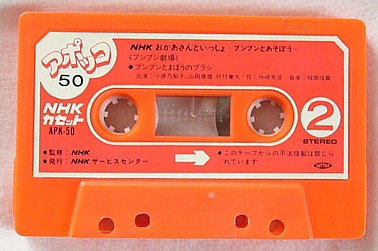 アポッコ
50
NHK おかあさんといっしょ -ブンブンとあそぼう-
〈ブンブン劇場〉
●ブンブンとまほうのブラシ
NHK
カセット
APK-50
2
STEREO
●監修：NHK
●発行：NHK サービスセンター
●このテープからの不法複製は禁じら
れています